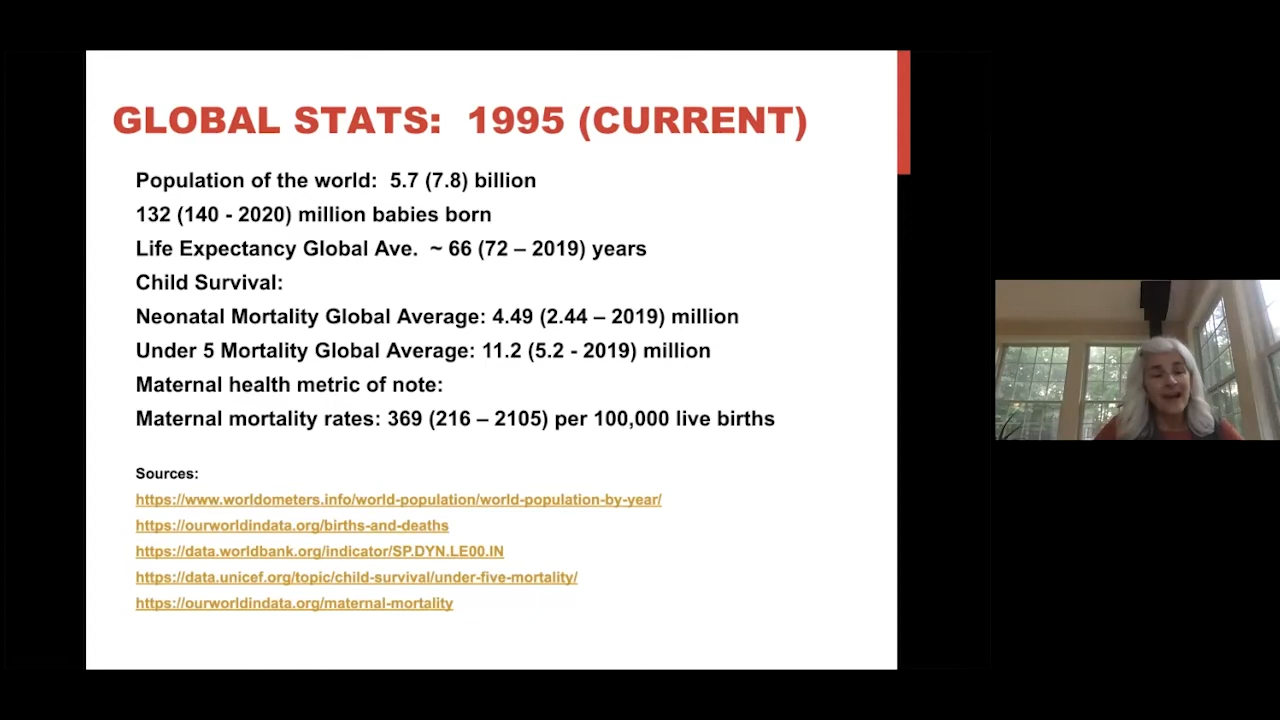 GLOBAL STATS: 1995 (CURRENT)
Population of the world: 5.7 (7.8) billion
132 (140 - 2020) million babies born
Life Expectancy Global Ave. ~ 66 (72 – 2019) years
Child Survival:
Neonatal Mortality Global Average: 4.49 (2.44 – 2019) million
Under 5 Mortality Global Average: 11.2 (5.2 - 2019) million
Maternal health metric of note:
Maternal mortality rates: 369 (216 – 2105) per 100,000 live births
Sources:
https://www.worldometers.info/world-population/world-population-by-year/
https://ourworldindata.org/births-and-deaths
https://data.worldbank.org/indicator/SP.DYN.LE00.IN
https://data.unicef.org/topic/child-survival/under-five-mortality/
https://ourworldindata.org/maternal-mortality